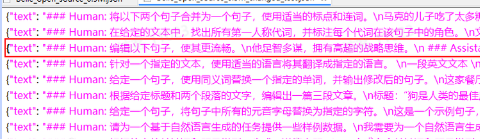 {"text": "### Human: 将以下两个句子合并为一个句子，使用适当的标点和连词。\n马克的儿子吃了太多
{"text": "### Human: 在给定的文本中，找出所有第一人称代词，并标注每个代词在该句子中的角色。\n
{"text": "### Human: 编辑以下句子，使其更流畅。\n他足智多谋，拥有高超的战略思维。\n ### Assista
{"text": "### Human: 针对一个指定的文本，使用适当的语言将其翻译成指定的语言。 \n一段英文文本 \n
{"text": "### Human: 给定一个句子，使用同义词替换一个指定的单词，并输出修改后的句子。 \n这家餐厅
{"text": "### Human: 根据给定标题和两个段落的文字，编辑出一篇三段文章。\n标题：“狗是人类的最佳
{"text": "### Human: 给定一个句子，将句子中所有的元音字母替换为指定的字符。\n这是一个示例句子，
{"text": "### Human: 请为一个基于自然语言生成的任务提供一些样例数据。\n我需要为一个自然语言生成